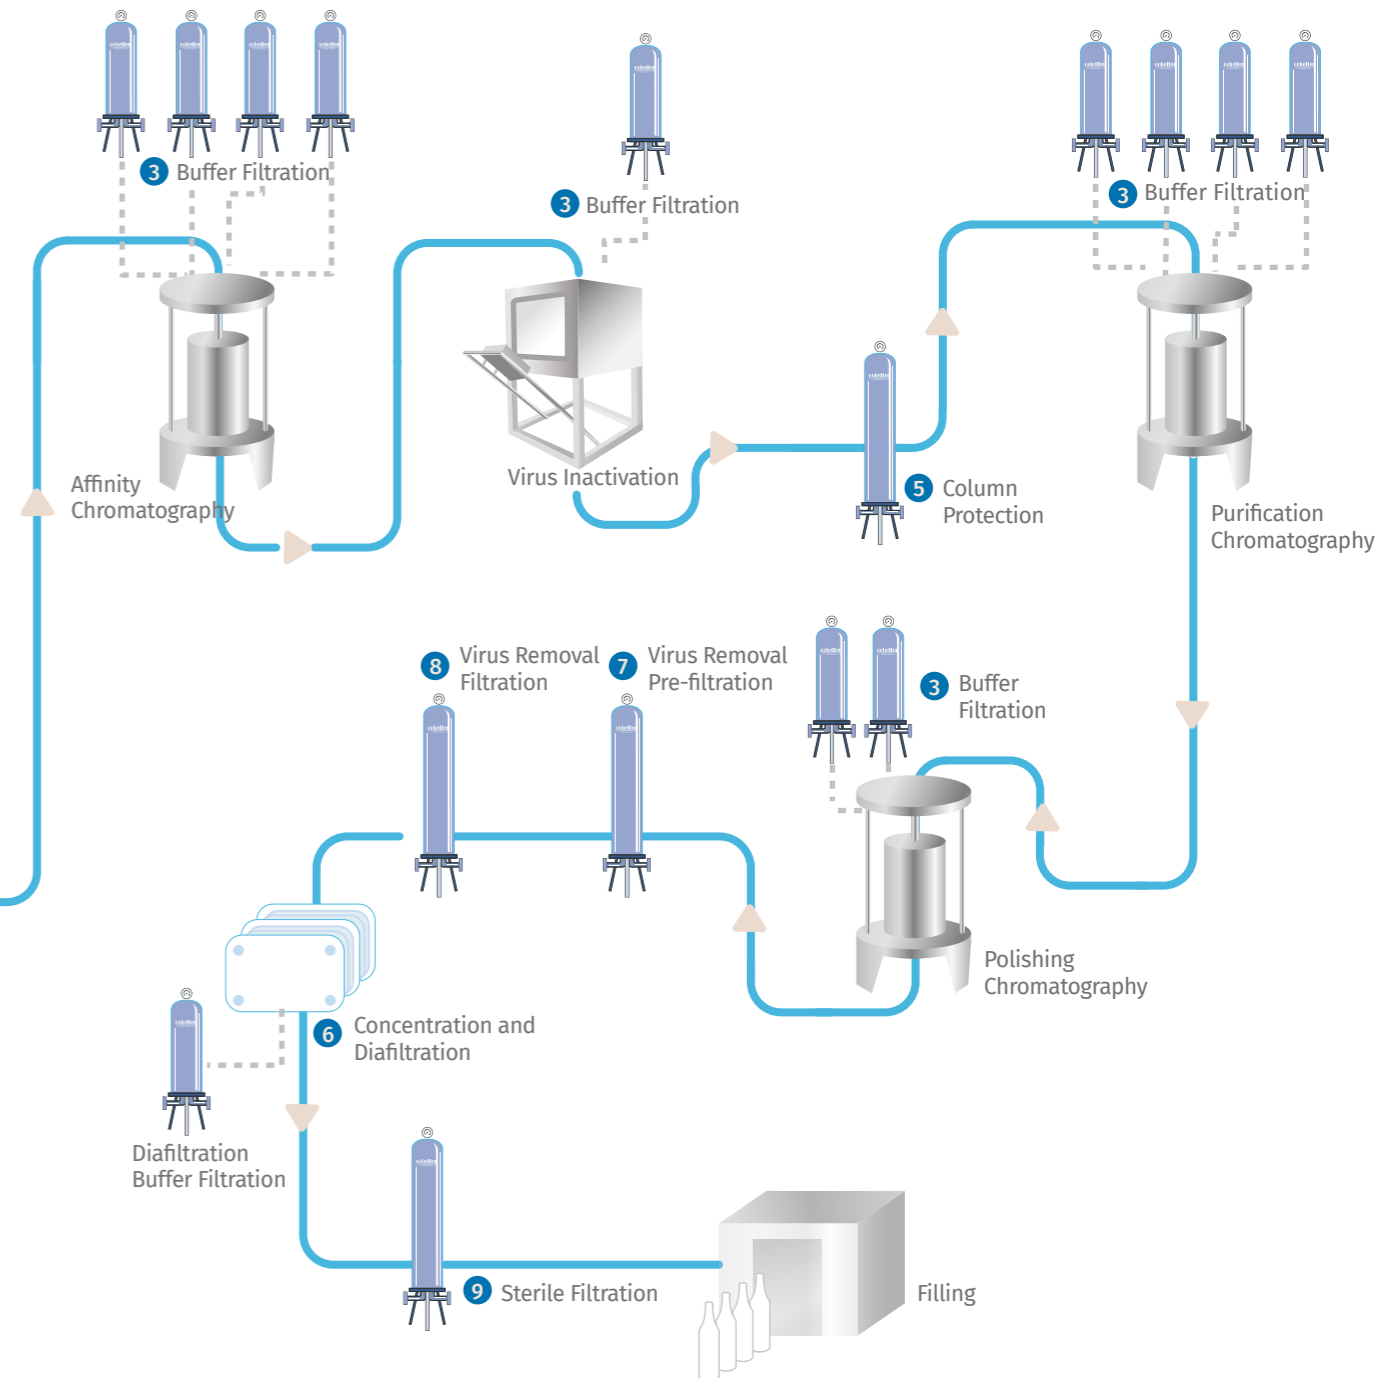 3 Buffer Filtration
3 Buffer Filtration
3 Buffer Filtration
Affinity
Chromatography
Virus Inactivation
5 Column
Protection
Purification
Chromatography
8 Virus Removal
Filtration
7 Virus Removal
Pre-filtration
3 Buffer
Filtration
Polishing
Chromatography
6 Concentration and
Diafiltration
Diafiltration
Buffer Filtration
9 Sterile Filtration
Filling